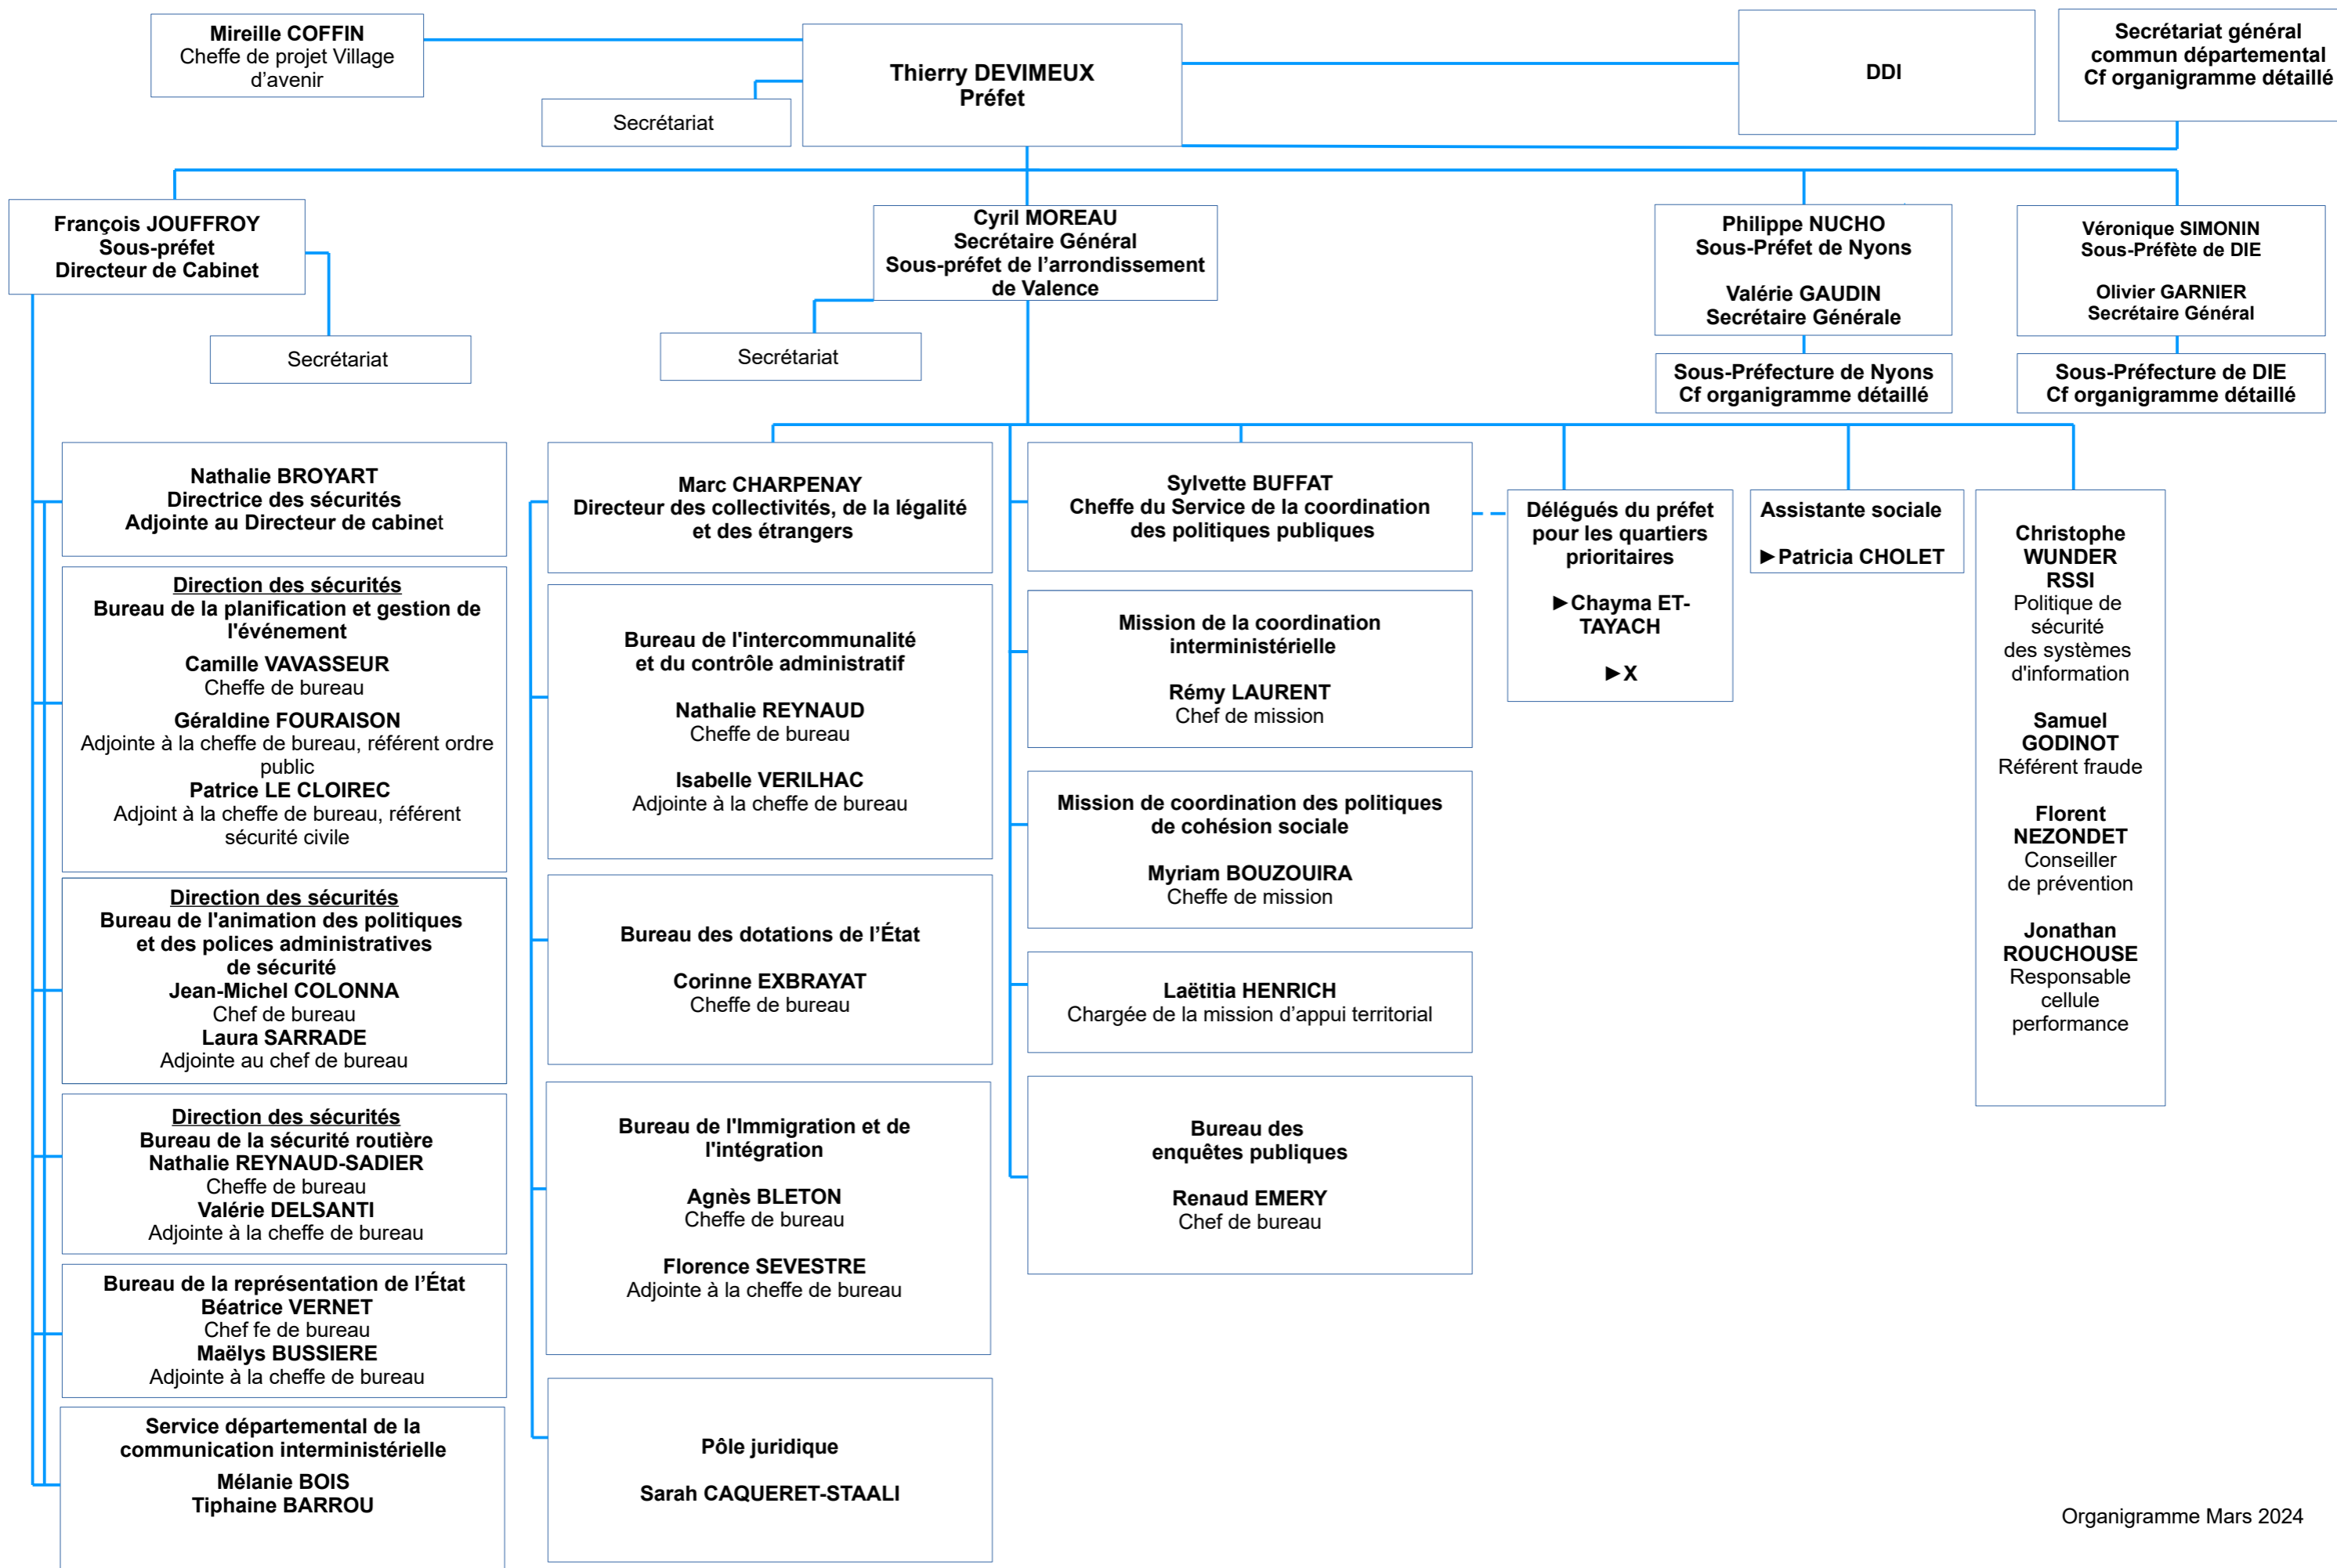 Mireille COFFIN
Cheffe de projet Village
d’avenir
Thierry DEVIMEUX
Préfet
Secrétariat
DDI
Secrétariat général
commun départemental
Cf organigramme détaillé
François JOUFFROY
Sous-préfet
Directeur de Cabinet
Secrétariat
Cyril MOREAU
Secrétaire Général
Sous-préfet de l’arrondissement
de Valence
Secrétariat
Philippe NUCHO
Sous-Préfet de Nyons
Valérie GAUDIN
Secrétaire Générale
Sous-Préfecture de Nyons
Cf organigramme détaillé
Véronique SIMONIN
Sous-Préfète de DIE
Olivier GARNIER
Secrétaire Général
Sous-Préfecture de DIE
Cf organigramme détaillé
Nathalie BROYART
Directrice des sécurités
Adjointe au Directeur de cabinet
Direction des sécurités
Bureau de la planification et gestion de
l'événement
Camille VAVASSEUR
Cheffe de bureau
Géraldine FOURAISON
Adjointe à la cheffe de bureau, référent ordre
public
Patrice LE CLOIREC
Adjoint à la cheffe de bureau, référent
sécurité civile
Direction des sécurités
Bureau de l'animation des politiques
et des polices administratives
de sécurité
Jean-Michel COLONNA
Chef de bureau
Laura SARRADE
Adjointe au chef de bureau
Direction des sécurités
Bureau de la sécurité routière
Nathalie REYNAUD-SADIER
Cheffe de bureau
Valérie DELSANTI
Adjointe à la cheffe de bureau
Bureau de la représentation de l’État
Béatrice VERNET
Chef fe de bureau
Maëlys BUSSIERE
Adjointe à la cheffe de bureau
Service départemental de la
communication interministérielle
Mélanie BOIS
Tiphaine BARROU
Marc CHARPENAY
Directeur des collectivités, de la légalité
et des étrangers
Bureau de l'intercommunalité
et du contrôle administratif
Nathalie REYNAUD
Cheffe de bureau
Isabelle VERILHAC
Adjointe à la cheffe de bureau
Bureau des dotations de l’État
Corinne EXBRAYAT
Cheffe de bureau
Bureau de l'Immigration et de
l'intégration
Agnès BLETON
Cheffe de bureau
Florence SEVESTRE
Adjointe à la cheffe de bureau
Pôle juridique
Sarah CAQUERET-STAALI
Sylvette BUFFAT
Cheffe du Service de la coordination
des politiques publiques
Mission de la coordination
interministérielle
Rémy LAURENT
Chef de mission
Mission de coordination des politiques
de cohésion sociale
Myriam BOUZOUIRA
Cheffe de mission
Laëtitia HENRICH
Chargée de la mission d’appui territorial
Bureau des
enquêtes publiques
Renaud EMERY
Chef de bureau
Délégués du préfet
pour les quartiers
prioritaires
►Chayma ET-
TAYACH
►X
Assistante sociale
►Patricia CHOLET
Christophe
WUNDER
RSSI
Politique de
sécurité
des systèmes
d'information
Samuel
GODINOT
Référent fraude
Florent
NEZONDET
Conseiller
de prévention
Jonathan
ROUCHOUSE
Responsable
cellule
performance
Organigramme Mars 2024